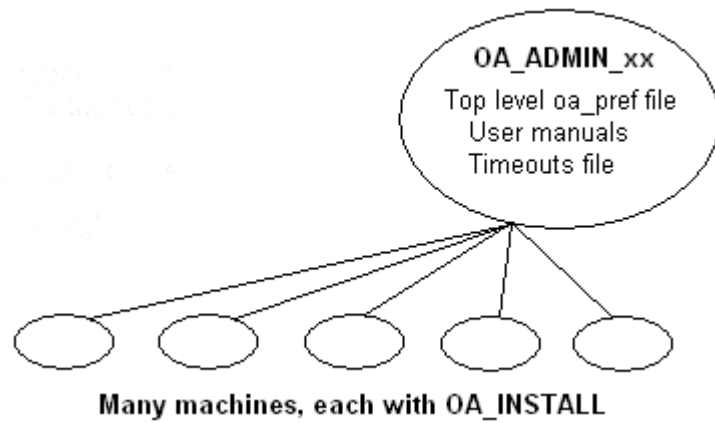 OA_ADMIN_xx
Top level oa_pref file
User manuals
Timeouts file
Many machines, each with OA_INSTALL